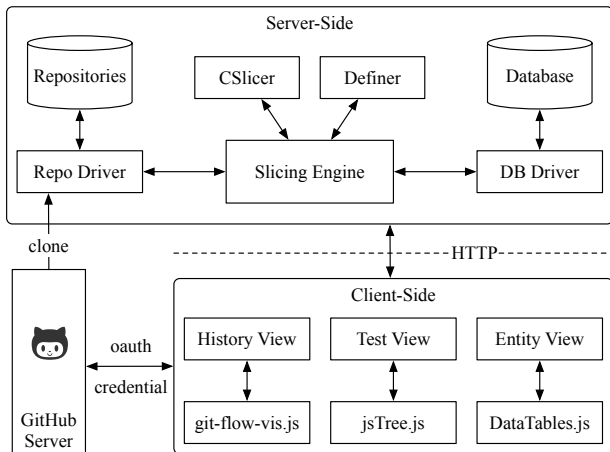 Server-Side
Repositories
CSlicer
Definer
Database
Repo Driver
Slicing Engine
DB Driver
clone
HTTP
Client-Side
History View
Test View
Entity View
oauth
credential
git-flow-vis.js
jsTree.js
DataTables.js
GitHub
Server